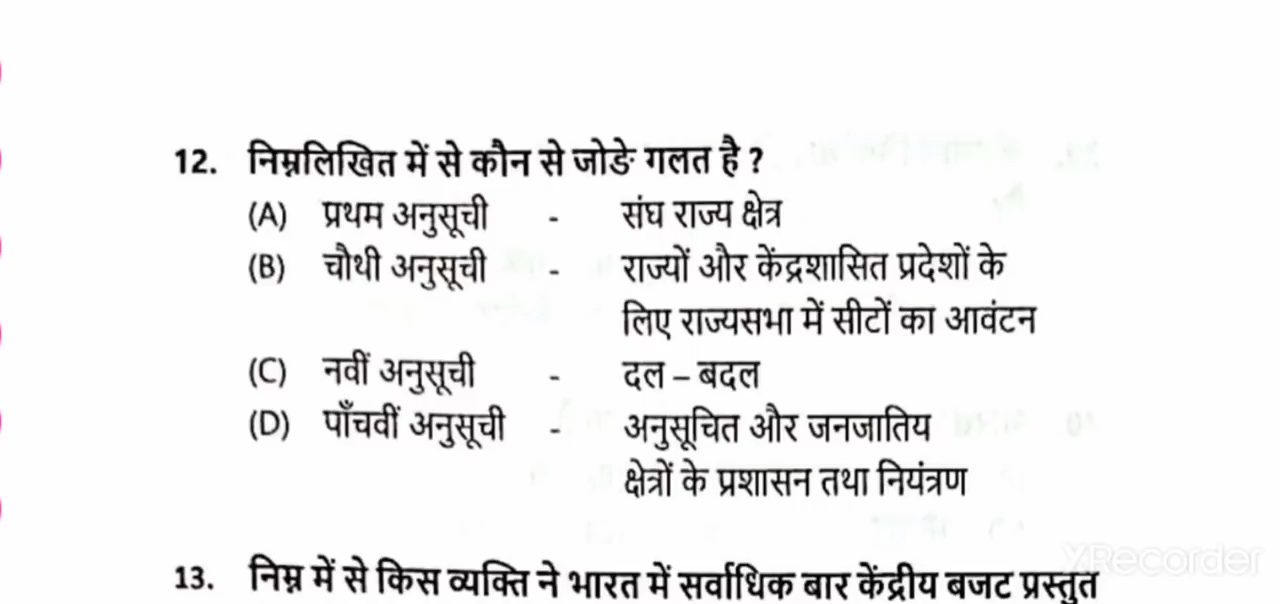 12. निम्नलिखित में से कौन से जोडे गलत है ?
(A) प्रथम अनुसूची - संघ राज्य क्षेत्र
(B) चौथी अनुसूची - राज्यों और केंद्रशासित प्रदेशों के
लिए राज्यसभा में सीटों का आवंटन
(C) नवीं अनुसूची - दल – बदल
(D) पाँचवीं अनुसूची - अनुसूचित और जनजातिय
क्षेत्रों के प्रशासन तथा नियंत्रण
XRecorder
13. निम्न में से किस व्यक्ति ने भारत में सर्वाधिक बार केंद्रीय बजट प्रस्तुत